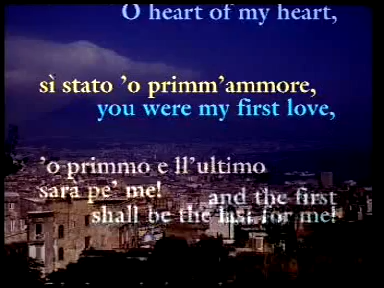 O heart of my heart,
sì stato 'o primm'ammore,
you were my first love,
'o primmo e ll'ultimo
sarà pe' me!
and the first
shall be the last for me!